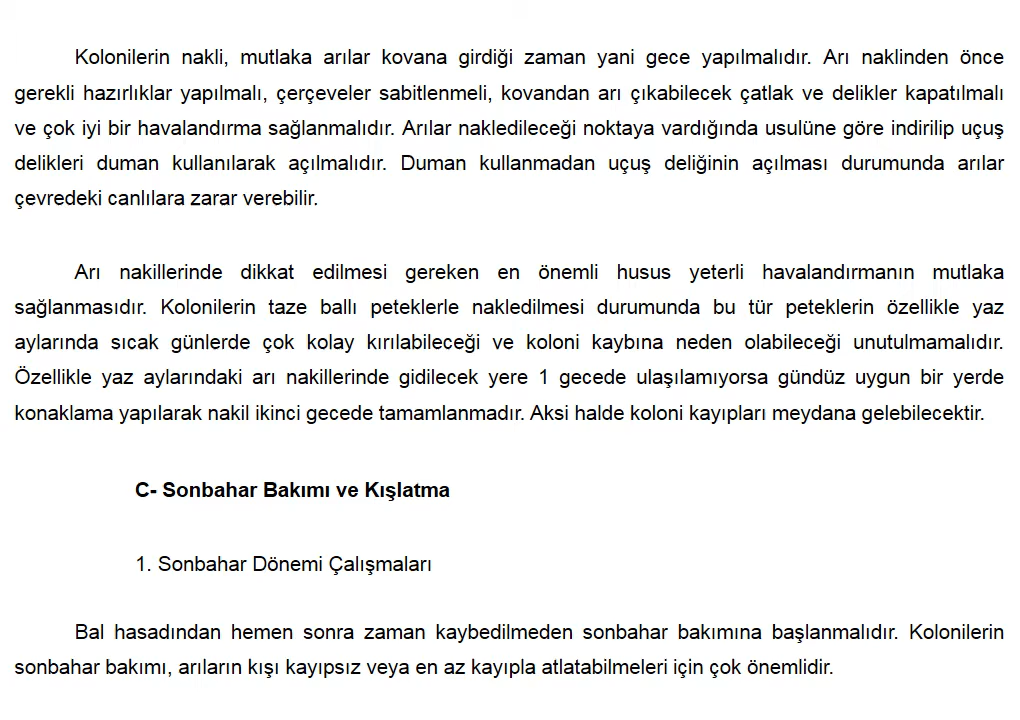 Kolonilerin nakli, mutlaka arılar kovana girdiği zaman yani gece yapılmalıdır. Arı naklinden önce
gerekli hazırlıklar yapılmalı, çerçeveler sabitlenmeli, kovandan arı çıkabilecek çatlak ve delikler kapatılmalı
ve çok iyi bir havalandırma sağlanmalıdır. Arılar nakledileceği noktaya vardığında usulüne göre indirilip uçuş
delikleri duman kullanılarak açılmalıdır. Duman kullanmadan uçuş deliğinin açılması durumunda arılar
çevredeki canlılara zarar verebilir.
Arı nakillerinde dikkat edilmesi gereken en önemli husus yeterli havalandırmanın mutlaka
sağlanmasıdır. Kolonilerin taze ballı peteklerle nakledilmesi durumunda bu tür peteklerin özellikle yaz
aylarında sıcak günlerde çok kolay kırılabileceği ve koloni kaybına neden olabileceği unutulmamalıdır.
Özellikle yaz aylarındaki arı nakillerinde gidilecek yere 1 gecede ulaşılamıyorsa gündüz uygun bir yerde
konaklama yapılarak nakil ikinci gecede tamamlanmadır. Aksi halde koloni kayıpları meydana gelebilecektir.
C- Sonbahar Bakımı ve Kışlatma
1. Sonbahar Dönemi Çalışmaları
Bal hasadından hemen sonra zaman kaybedilmeden sonbahar bakımına başlanmalıdır. Kolonilerin
sonbahar bakımı, arıların kışı kayıpsız veya en az kayıpla atlatabilmeleri için çok önemlidir.